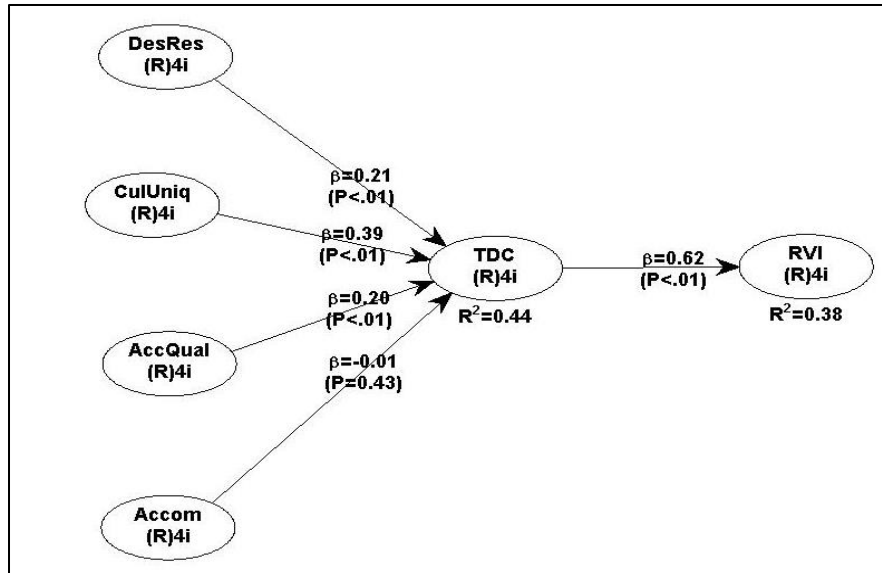 DesRes
(R)4i
β=0.21
(P<.01)
CulUniq
(R)4i
β=0.39
(P<.01)
TDC
(R)4i
R²=0.44
β=0.62
(P<.01)
RVI
(R)4i
R²=0.38
β=0.20
(P<.01)
AccQual
(R)4i
β=-0.01
(P=0.43)
Accom
(R)4i